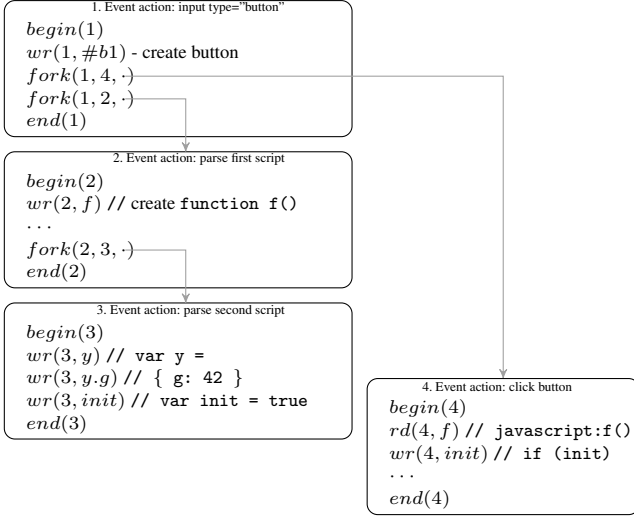 1. Event action: input type="button"
begin(1)
wr(1, #b1) - create button
fork(1, 4, ·)
fork(1, 2, ·)
end(1)
2. Event action: parse first script
begin(2)
wr(2, f) // create function f()
···
fork(2, 3, ·)
end(2)
3. Event action: parse second script
begin(3)
wr(3, y) // var y =
wr(3, y.g) // { g: 42 }
wr(3, init) // var init = true
end(3)
4. Event action: click button
begin(4)
rd(4, f) // javascript:f()
wr(4, init) // if (init)
···
end(4)